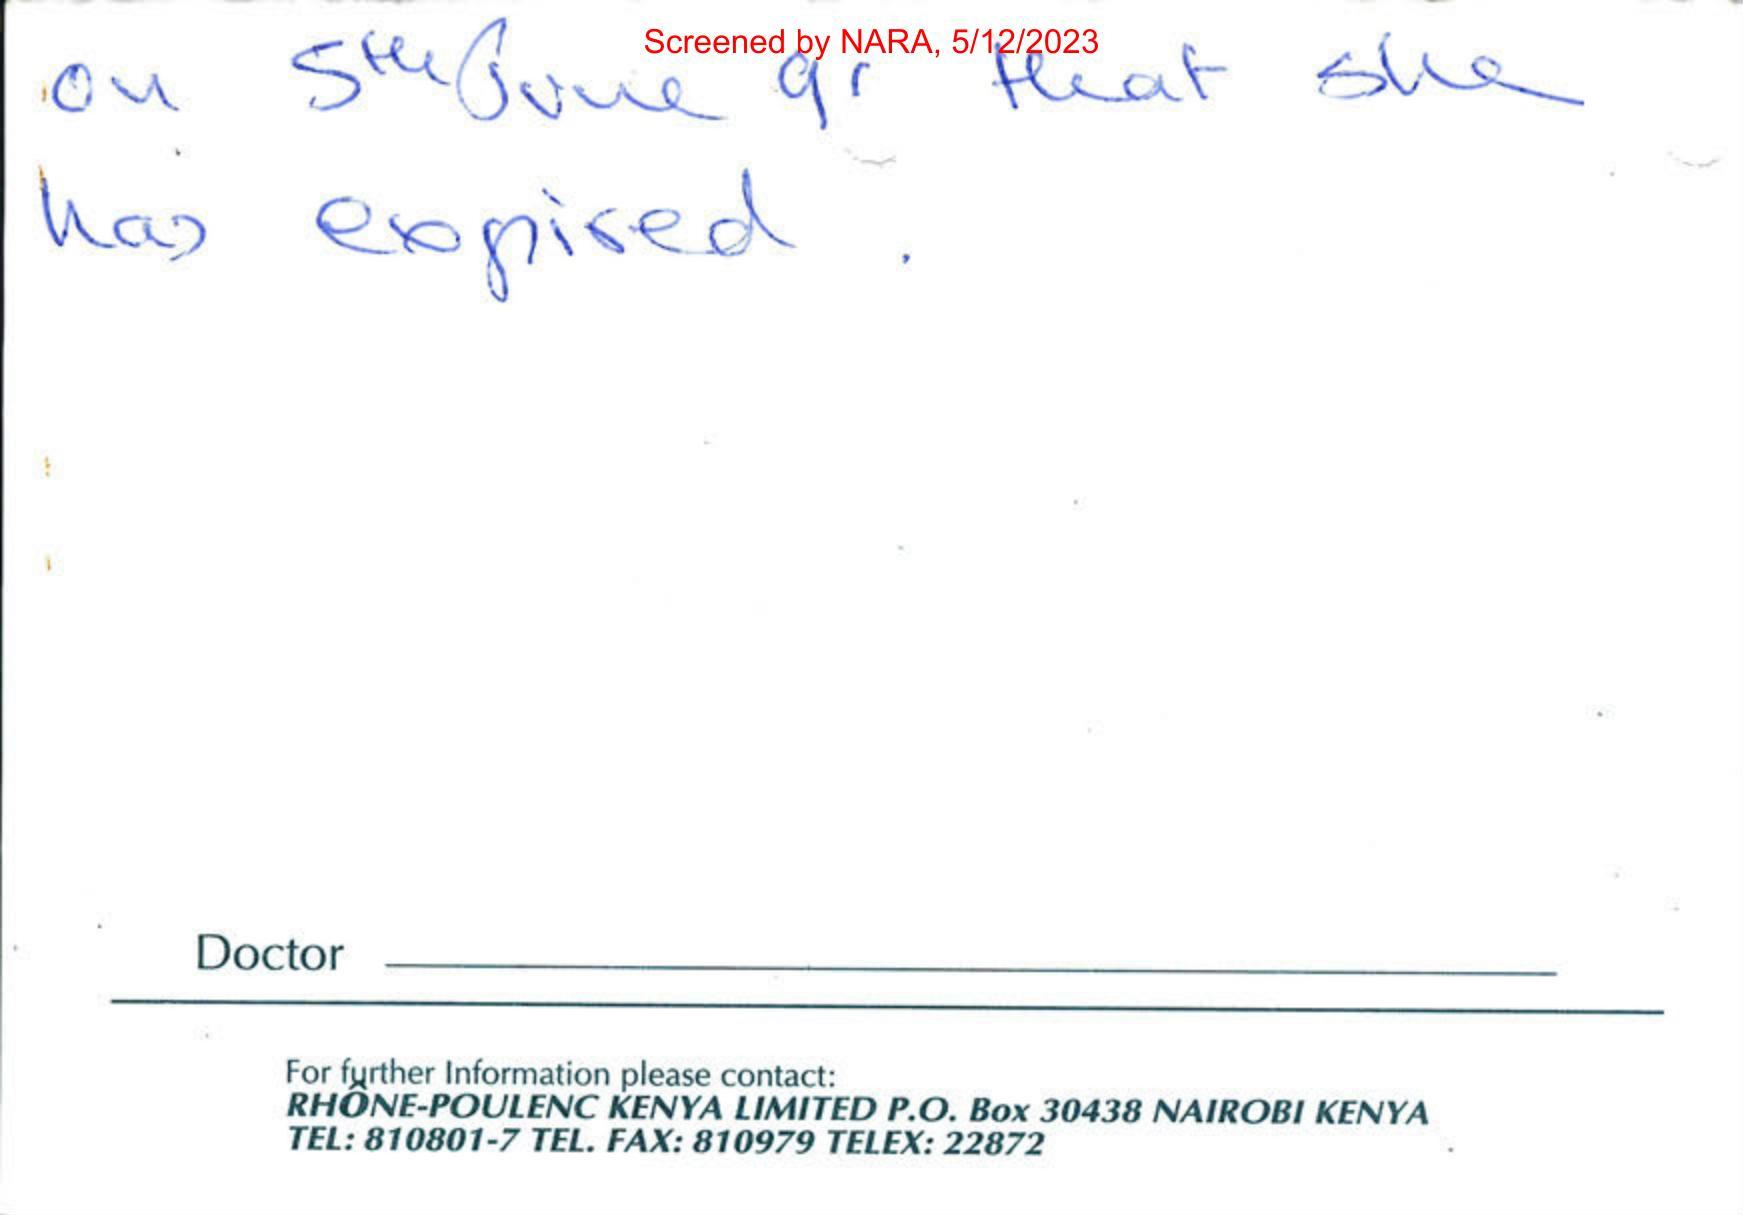 Screened by NARA, 5/12/2023
on 5th June 91 that she
has expired .
Doctor
For further Information please contact:
RHÔNE-POULENC KENYA LIMITED P.O. Box 30438 NAIROBI KENYA
TEL: 810801-7 TEL. FAX: 810979 TELEX: 22872